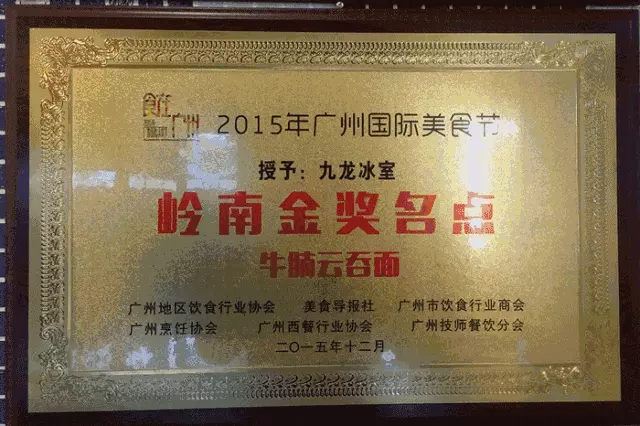 食在广州
2015年广州国际美食节
授予：九龙冰室
岭南金奖名点
牛腩云吞面
广州地区饮食行业协会 美食导报社 广州市饮食行业商会
广州烹饪协会 广州西餐行业协会 广州技师餐饮分会
二〇一五年十二月